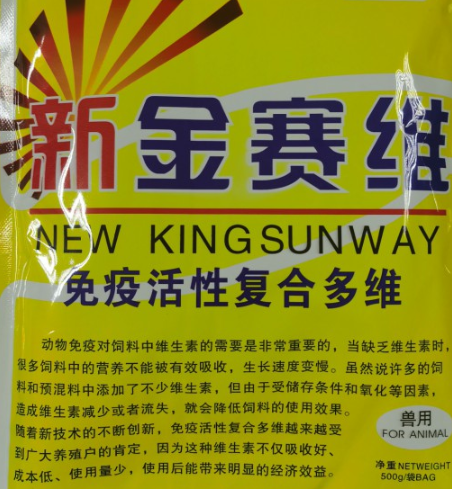 新金赛维
NEW KINGSUNWAY
免疫活性复合多维
动物免疫对饲料中维生素的需要是非常重要的，当缺乏维生素时，
很多饲料中的营养不能被有效吸收，生长速度变慢。虽然说许多的饲
料和预混料中添加了不少维生素，但由于受储存条件和氧化等因素，
造成维生素减少或者流失，就会降低饲料的使用效果。
随着新技术的不断创新，免疫活性复合多维越来越受
到广大养殖户的肯定，因为这种维生素不仅吸收好、
成本低、使用量少，使用后能带来明显的经济效益。
兽用
FOR ANIMAL
净重 NETWEIGHT
500g/袋BAG